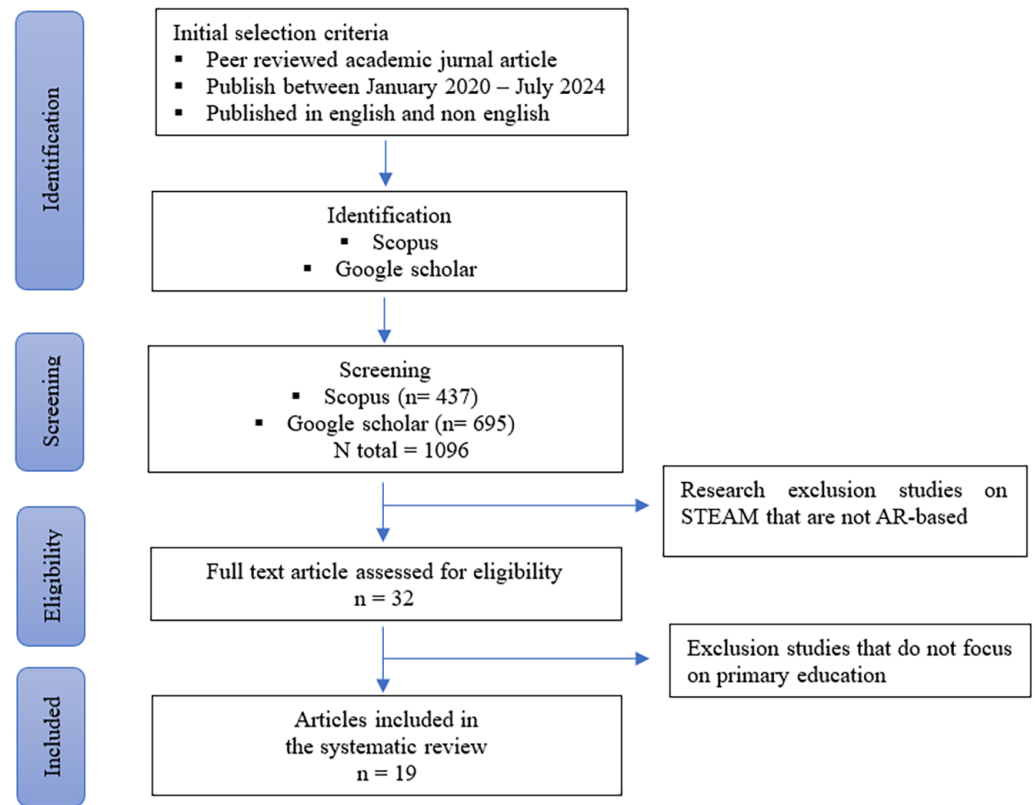 Identification
Initial selection criteria
▪ Peer reviewed academic jurnal article
▪ Publish between January 2020 – July 2024
▪ Published in english and non english
Identification
▪ Scopus
▪ Google scholar
Screening
Screening
▪ Scopus (n= 437)
▪ Google scholar (n= 695)
N total = 1096
Research exclusion studies on
STEAM that are not AR-based
Eligibility
Full text article assessed for eligibility
n = 32
Exclusion studies that do not focus
on primary education
Included
Articles included in
the systematic review
n = 19